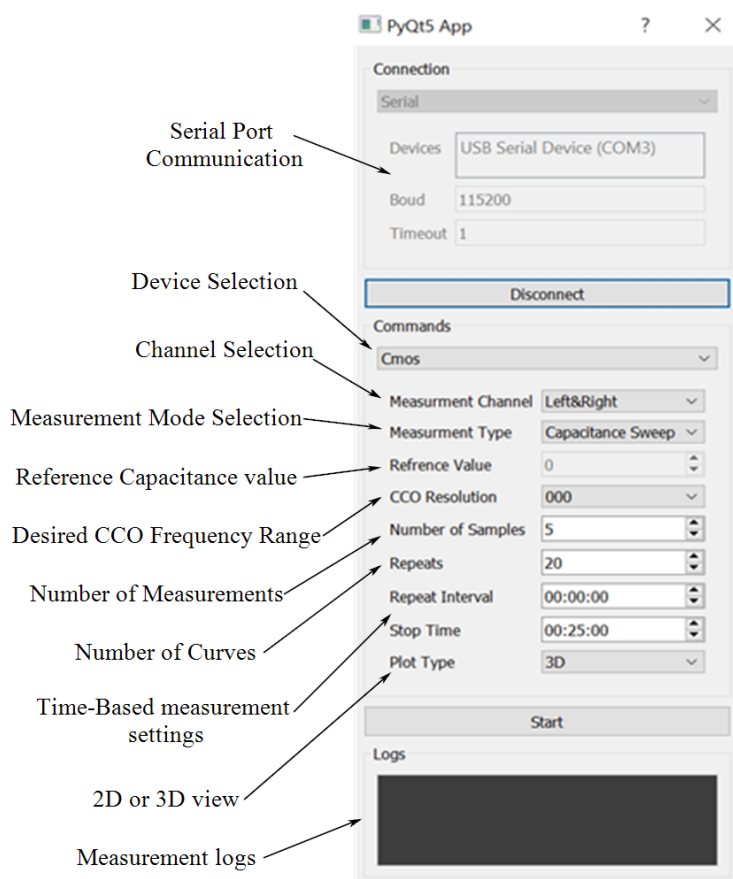 PyQt5 App ? ×
Connection
Serial
Serial Port
Communication
Devices USB Serial Device (COM3)
Boud 115200
Timeout 1
Device Selection
Disconnect
Commands
Channel Selection
Cmos
Measurment Channel Left&Right
Measurement Mode Selection
Measurment Type Capacitance Sweep
Reference Capacitance value
Refrence Value 0
CCO Resolution 000
Desired CCO Frequency Range
Number of Samples 5
Number of Measurements
Repeats 20
Repeat Interval 00:00:00
Number of Curves
Stop Time 00:25:00
Plot Type 3D
Time-Based measurement
settings
Start
Logs
2D or 3D view
Measurement logs